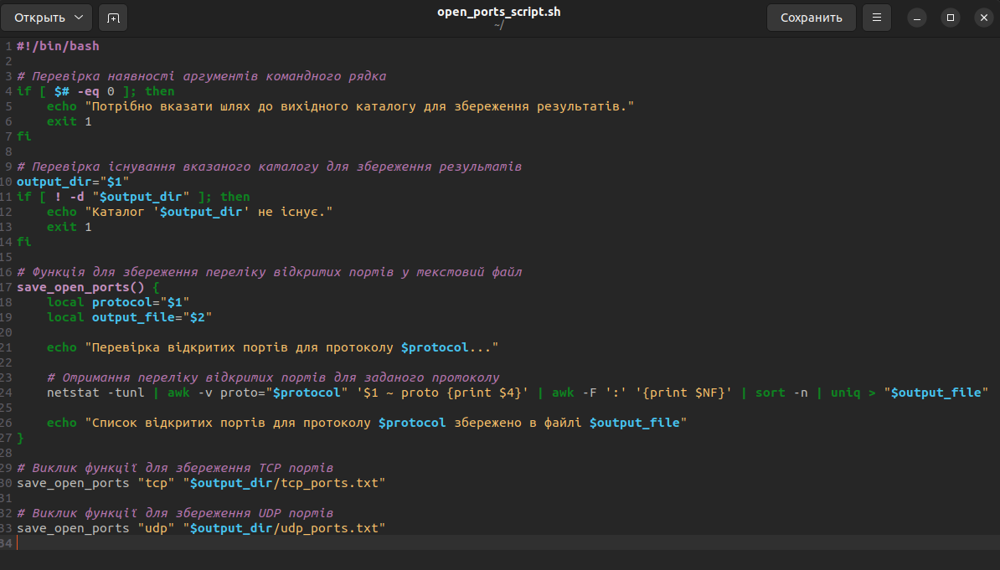 Открыть
open_ports_script.sh
~/
Сохранить
1 #!/bin/bash
2
3 # Перевірка наявності аргументів командного рядка
4 if [ $# -eq 0 ]; then
5     echo "Потрібно вказати шлях до вихідного каталогу для збереження результатів."
6     exit 1
7 fi
8
9 # Перевірка існування вказаного каталогу для збереження результатів
10 output_dir="$1"
11 if [ ! -d "$output_dir" ]; then
12     echo "Каталог '$output_dir' не існує."
13     exit 1
14 fi
15
16 # Функція для збереження переліку відкритих портів у текстовий файл
17 save_open_ports() {
18     local protocol="$1"
19     local output_file="$2"
20
21     echo "Перевірка відкритих портів для протоколу $protocol..."
22
23     # Отримання переліку відкритих портів для заданого протоколу
24     netstat -tunl | awk -v proto="$protocol" '$1 ~ proto {print $4}' | awk -F ':' '{print $NF}' | sort -n | uniq > "$output_file"
25
26     echo "Список відкритих портів для протоколу $protocol збережено в файлі $output_file"
27 }
28
29 # Виклик функції для збереження TCP портів
30 save_open_ports "tcp" "$output_dir/tcp_ports.txt"
31
32 # Виклик функції для збереження UDP портів
33 save_open_ports "udp" "$output_dir/udp_ports.txt"
34